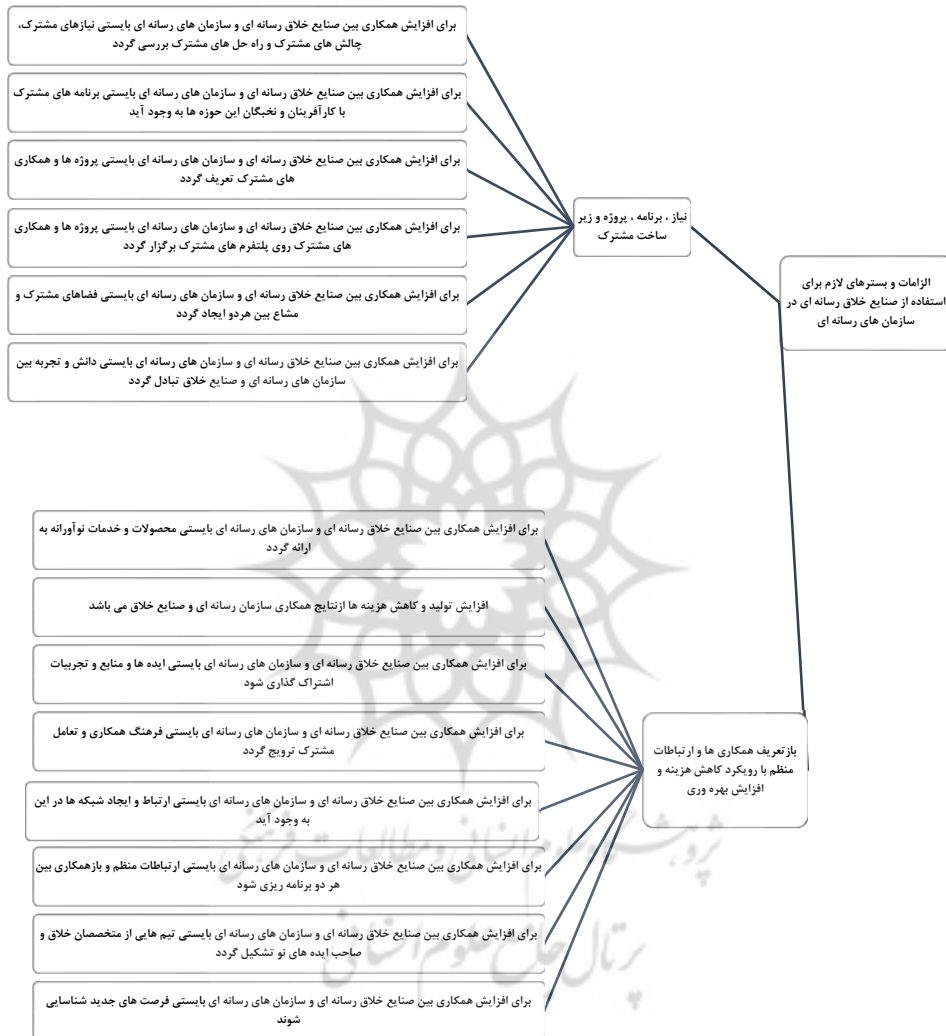 الزامات و بسترهای لازم برای
استفاده از صنایع خلاق رسانه ای در
سازمان های رسانه ای
نیاز ، برنامه ، پروژه و زیر
ساخت مشترک
برای افزایش همکاری بین صنایع خلاق رسانه ای و سازمان های رسانه ای بایستی نیازهای مشترک،
چالش های مشترک و راه حل های مشترک بررسی گردد
برای افزایش همکاری بین صنایع خلاق رسانه ای و سازمان های رسانه ای بایستی برنامه های مشترک
با کارآفرینان و نخبگان این حوزه ها به وجود آید
برای افزایش همکاری بین صنایع خلاق رسانه ای و سازمان های رسانه ای بایستی پروژه ها و همکاری
های مشترک تعریف گردد
برای افزایش همکاری بین صنایع خلاق رسانه ای و سازمان های رسانه ای بایستی پروژه ها و همکاری
های مشترک روی پلتفرم های مشترک برگزار گردد
برای افزایش همکاری بین صنایع خلاق رسانه ای و سازمان های رسانه ای بایستی فضاهای مشترک و
مشاع بین هردو ایجاد گردد
برای افزایش همکاری بین صنایع خلاق رسانه ای و سازمان های رسانه ای بایستی دانش و تجربه بین
سازمان های رسانه ای و صنایع خلاق تبادل گردد
بازتعریف همکاری ها و ارتباطات
منظم با رویکرد کاهش هزینه و
افزایش بهره وری
برای افزایش همکاری بین صنایع خلاق رسانه ای و سازمان های رسانه ای بایستی محصولات و خدمات نوآورانه به
ارائه گردد
افزایش تولید و کاهش هزینه ها ازنتایج همکاری سازمان رسانه ای و صنایع خلاق می باشد
برای افزایش همکاری بین صنایع خلاق رسانه ای و سازمان های رسانه ای بایستی ایده ها و منابع و تجربیات
اشتراک گذاری شود
برای افزایش همکاری بین صنایع خلاق رسانه ای و سازمان های رسانه ای بایستی فرهنگ همکاری و تعامل
مشترک ترویج گردد
برای افزایش همکاری بین صنایع خلاق رسانه ای و سازمان های رسانه ای بایستی ارتباط و ایجاد شبکه ها در این
به وجود آید
برای افزایش همکاری بین صنایع خلاق رسانه ای و سازمان های رسانه ای بایستی ارتباطات منظم و بازهمکاری بین
هر دو برنامه ریزی شود
برای افزایش همکاری بین صنایع خلاق رسانه ای و سازمان های رسانه ای بایستی تیم هایی از متخصصان خلاق و
صاحب ایده های نو تشکیل گردد
برای افزایش همکاری بین صنایع خلاق رسانه ای و سازمان های رسانه ای بایستی فرصت های جدید شناسایی
شوند
پژوهشگاه علوم انسانی و مطالعات فرهنگی
پرتال جامع علوم انسانی